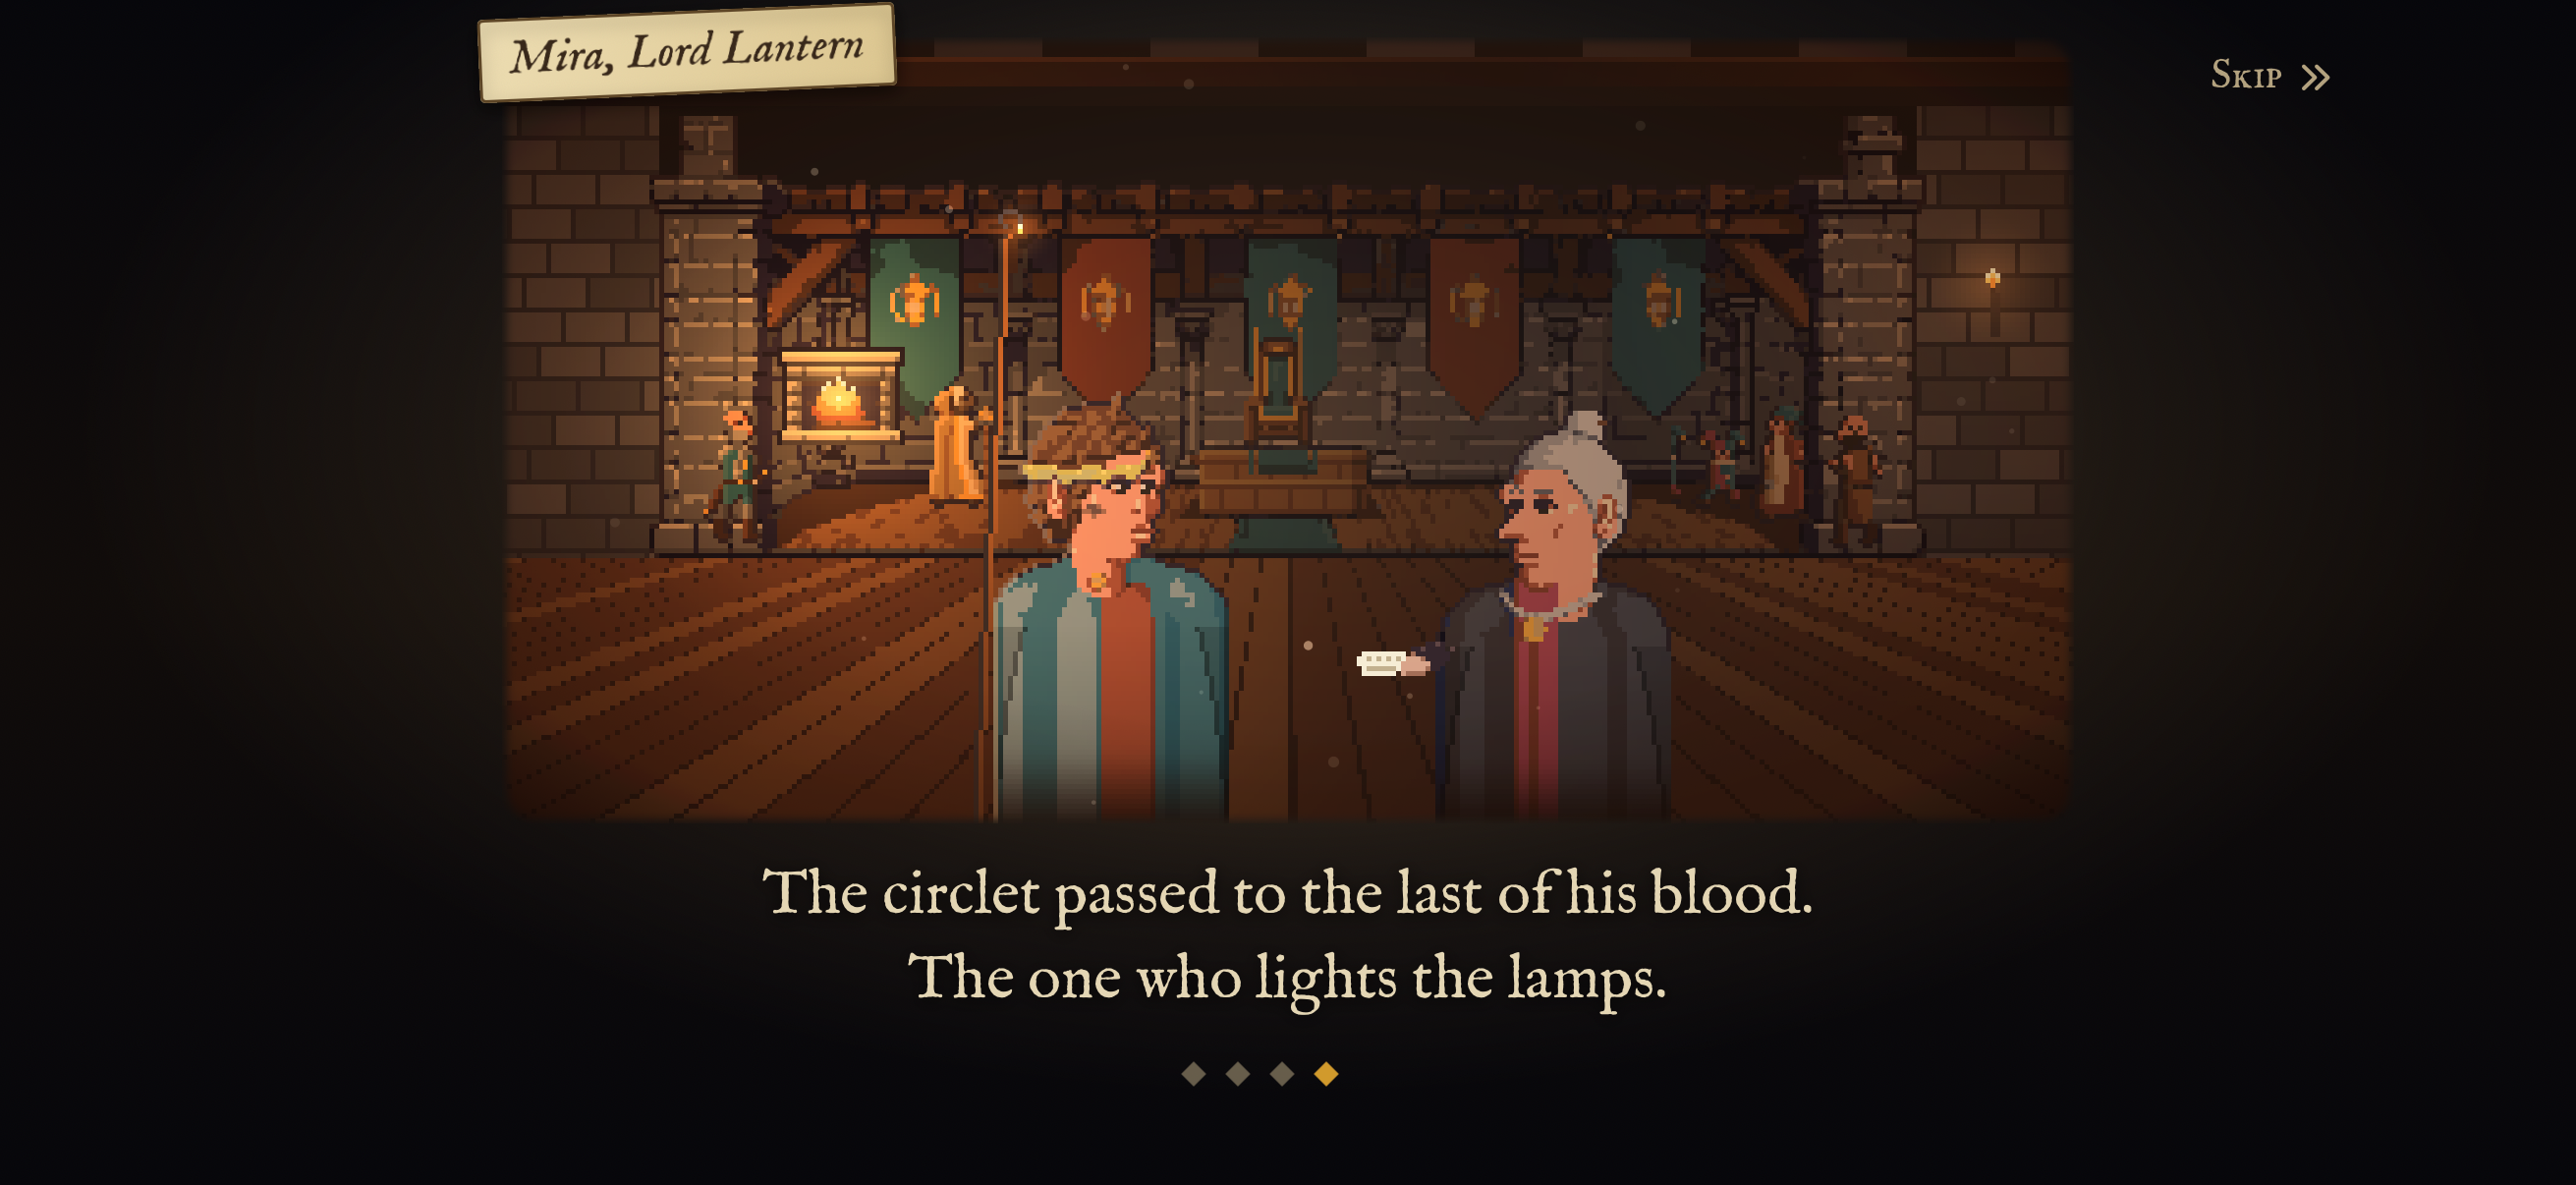 Mira, Lord Lantern
Skip
The circlet passed to the last of his blood.
The one who lights the lamps.